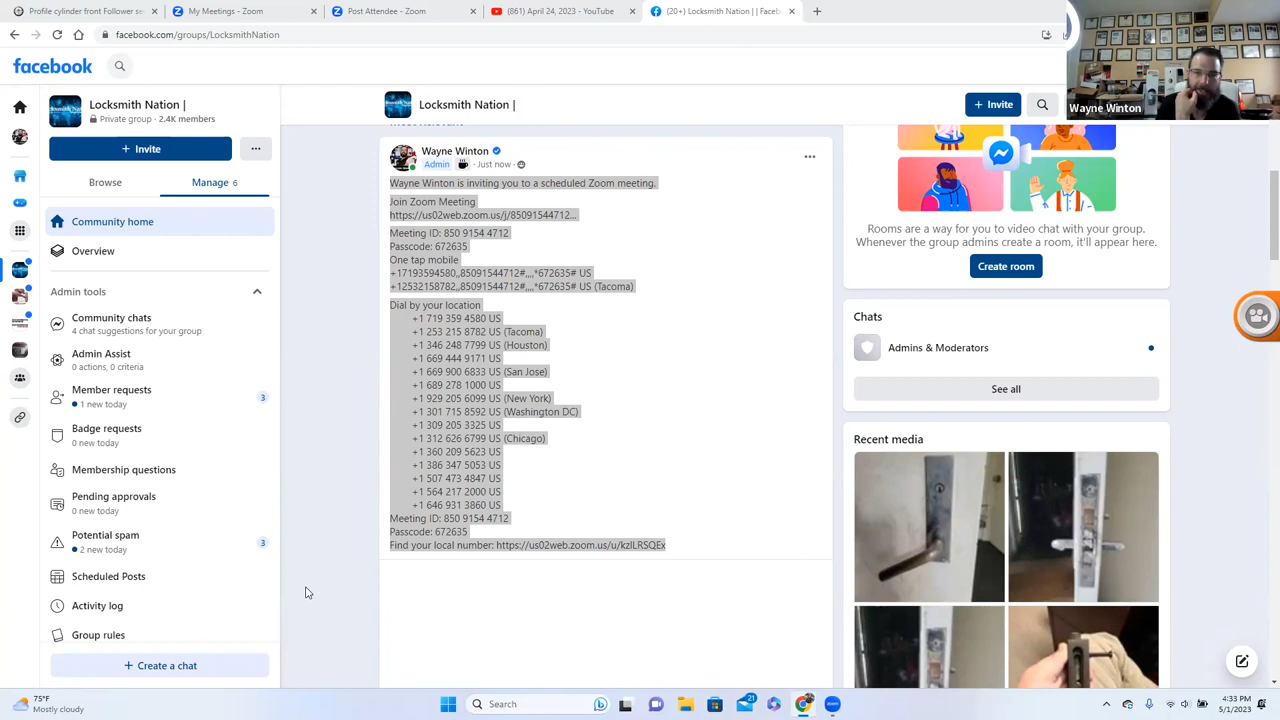 Profile cylinder front Follower se
My Meetings - Zoom
Post Attendee - Zoom
(861) April 24, 2023 - YouTube
(20+) Locksmith Nation | | Faceb
facebook.com/groups/LocksmithNation
facebook
Wayne Winton
Locksmith Nation |
Private group · 2.4K members
+ Invite
Browse
Manage 6
Community home
Overview
Admin tools
Community chats
4 chat suggestions for your group
Admin Assist
0 actions, 0 criteria
Member requests
1 new today
3
Badge requests
0 new today
Membership questions
Pending approvals
0 new today
Potential spam
2 new today
3
Scheduled Posts
Activity log
Group rules
+ Create a chat
Locksmith Nation |
+ Invite
Wayne Winton
Admin
· Just now ·
Wayne Winton is inviting you to a scheduled Zoom meeting.
Join Zoom Meeting
https://us02web.zoom.us/j/85091544712...
Meeting ID: 850 9154 4712
Passcode: 672635
One tap mobile
+17193594580,,85091544712#,,,,*672635# US
+12532158782,,85091544712#,,,,*672635# US (Tacoma)
Dial by your location
+1 719 359 4580 US
+1 253 215 8782 US (Tacoma)
+1 346 248 7799 US (Houston)
+1 669 444 9171 US
+1 669 900 6833 US (San Jose)
+1 689 278 1000 US
+1 929 205 6099 US (New York)
+1 301 715 8592 US (Washington DC)
+1 309 205 3325 US
+1 312 626 6799 US (Chicago)
+1 360 209 5623 US
+1 386 347 5053 US
+1 507 473 4847 US
+1 564 217 2000 US
+1 646 931 3860 US
Meeting ID: 850 9154 4712
Passcode: 672635
Find your local number: https://us02web.zoom.us/u/kzlLRSQEx
Rooms are a way for you to video chat with your group.
Whenever the group admins create a room, it'll appear here.
Create room
Chats
Admins & Moderators
See all
Recent media
75°F
Mostly cloudy
Search
21
zoom
4:33 PM
5/1/2023